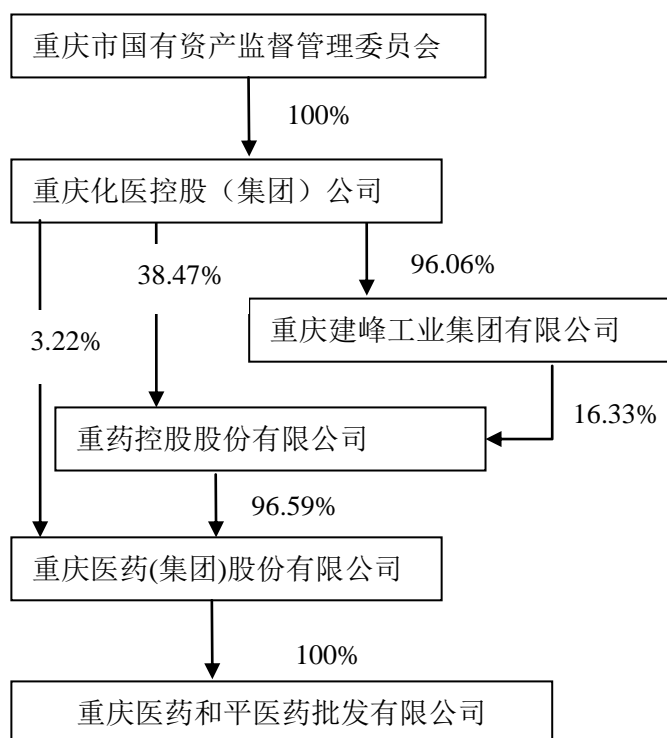 重庆市国有资产监督管理委员会
100%
重庆化医控股（集团）公司
38.47%
96.06%
3.22%
重庆建峰工业集团有限公司
16.33%
重药控股股份有限公司
96.59%
重庆医药(集团)股份有限公司
100%
重庆医药和平医药批发有限公司